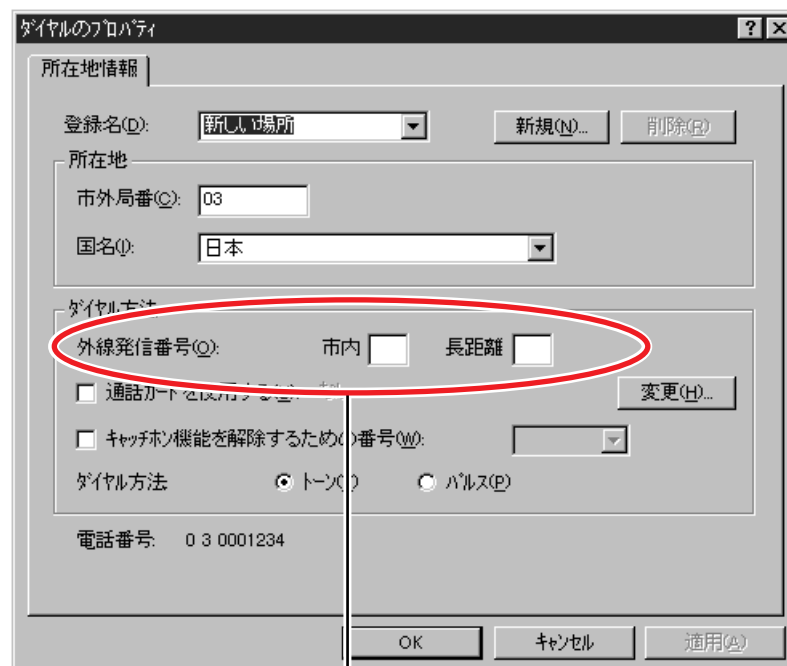 ﾀﾞｲﾔﾙのﾌﾟﾛﾊﾟﾃｨ
所在地情報
登録名(D): 新しい場所 新規(N)... 削除(R)
所在地
市外局番(C): 03
国名(I): 日本
ﾀﾞｲﾔﾙ方法
外線発信番号(O): 市内 長距離
通話ｶｰﾄﾞを使用する 変更(H)...
ｷｬｯﾁﾎﾝ機能を解除するための番号(W):
ﾀﾞｲﾔﾙ方法 ﾄｰﾝ ﾊﾟﾙｽ(P)
電話番号: 0 3 0001234
OK ｷｬﾝｾﾙ 適用(A)